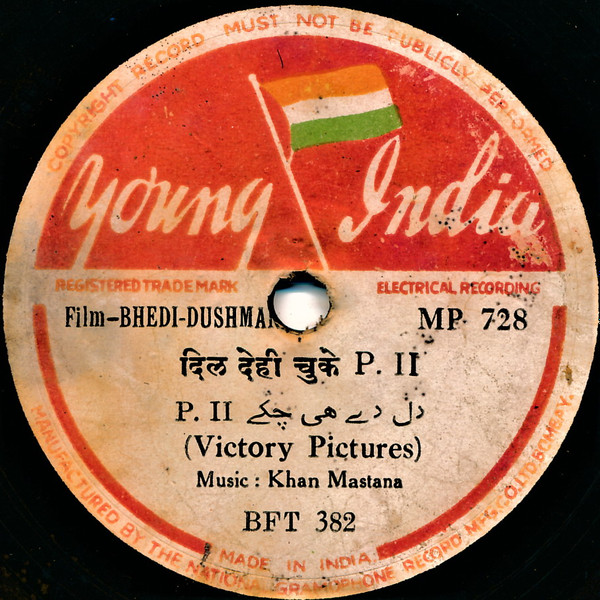 COPYRIGHT RECORD MUST NOT BE PUBLICLY PERFORMED
Young India
REGISTERED TRADE MARK ELECTRICAL RECORDING
Film-BHEDI-DUSHMAN MP 728
दिल देही चुके P. II
P. II دل دے هی چکے
(Victory Pictures)
Music : Khan Mastana
BFT 382
MADE IN INDIA
MANUFACTURED BY THE NATIONAL GRAMOPHONE RECORD MFG. CO., LTD. BOMBAY.